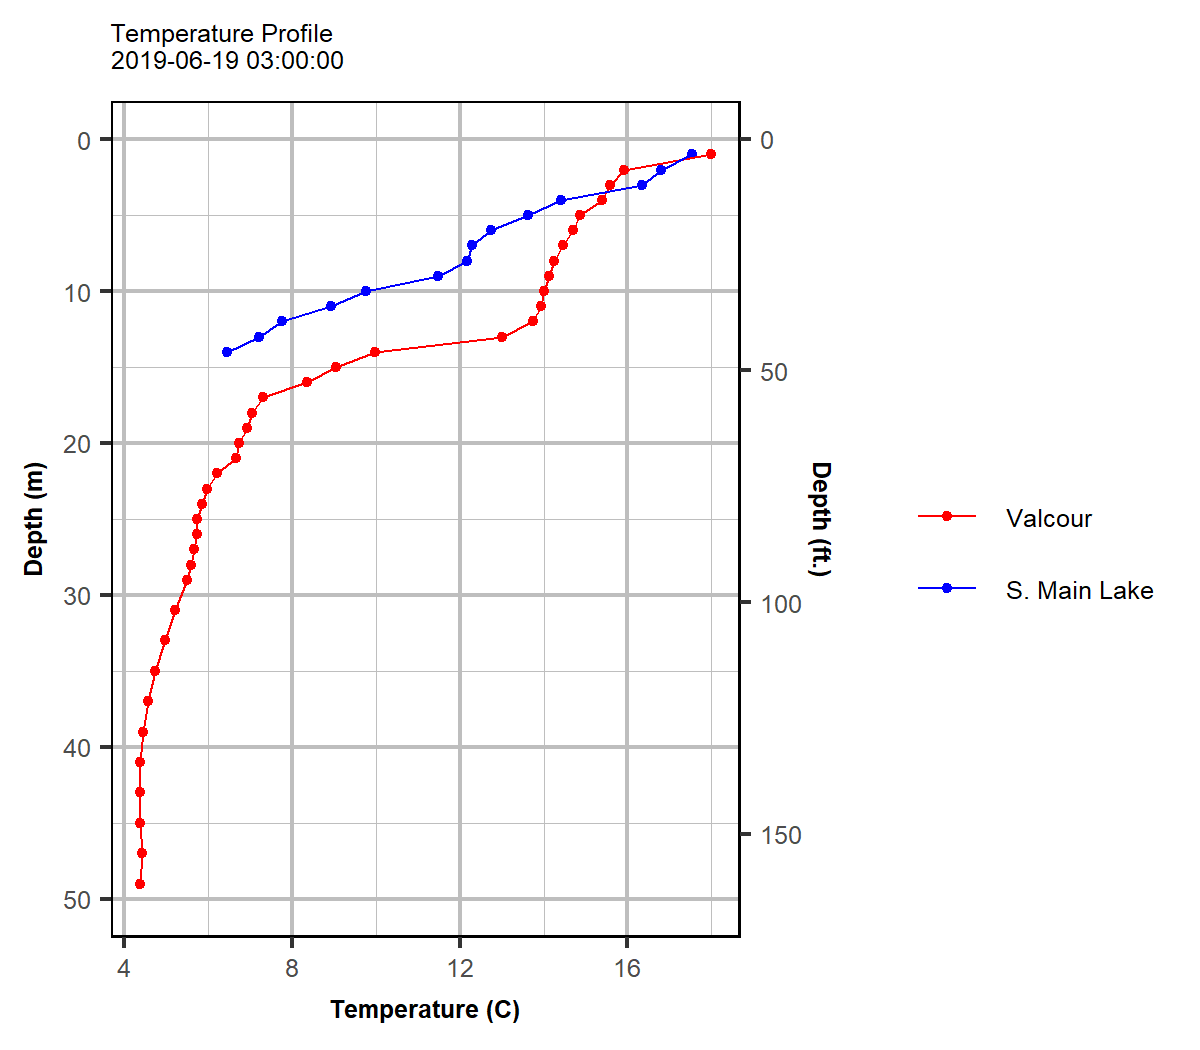 Temperature Profile
2019-06-19 03:00:00
0
10
20
30
40
50
Depth (m)
0
50
100
150
Depth (ft.)
4
8
12
16
Temperature (C)
Valcour
S. Main Lake